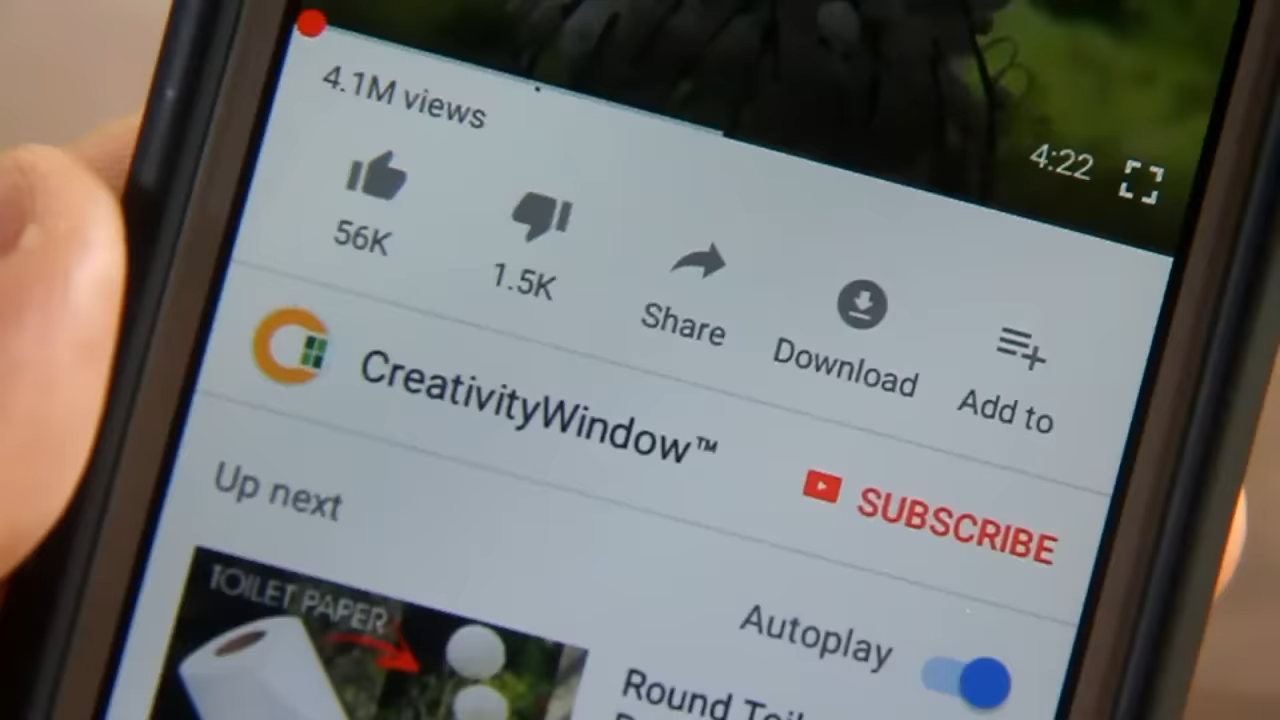 4:22
4.1M views
56K
1.5K
Share
Download
Add to
CreativityWindow™
SUBSCRIBE
Up next
Autoplay
TOILET PAPER
Round